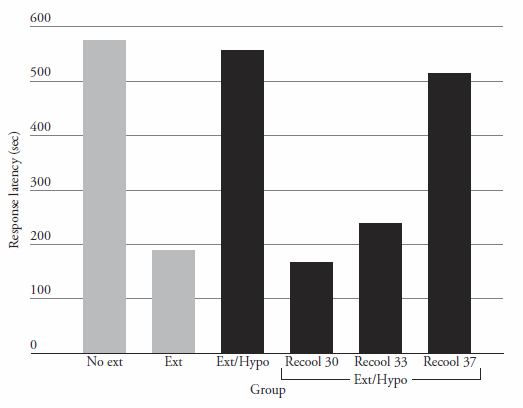 600
500
400
300
200
100
0
Response latency (sec)
No ext Ext Ext/Hypo Recool 30 Recool 33 Recool 37
Ext/Hypo
Group